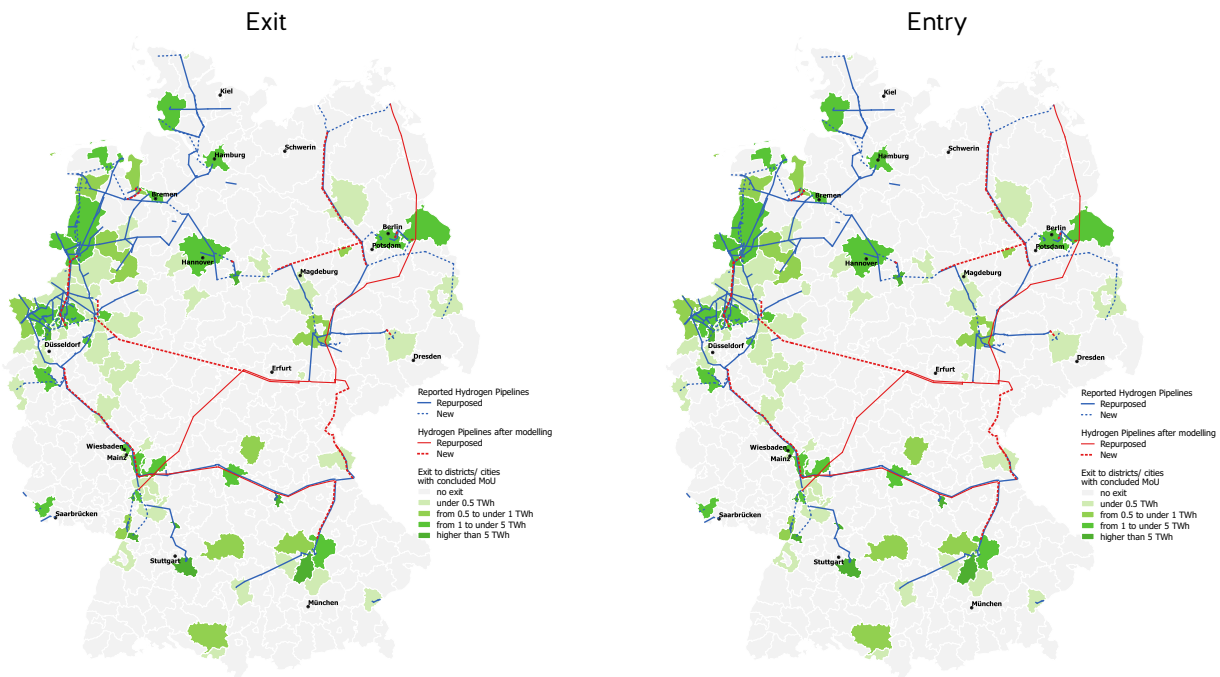 Exit
Kiel
Schwerin
Hamburg
Bremen
Berlin
Potsdam
Hannover
Magdeburg
Düsseldorf
Erfurt
Dresden
Wiesbaden
Mainz
Saarbrücken
Stuttgart
München
Reported Hydrogen Pipelines
Repurposed
New
Hydrogen Pipelines after modelling
Repurposed
New
Exit to districts/ cities
with concluded MoU
no exit
under 0.5 TWh
from 0.5 to under 1 TWh
from 1 to under 5 TWh
higher than 5 TWh
Entry
Kiel
Schwerin
Hamburg
Bremen
Berlin
Potsdam
Hannover
Magdeburg
Düsseldorf
Erfurt
Dresden
Wiesbaden
Mainz
Saarbrücken
Stuttgart
München
Reported Hydrogen Pipelines
Repurposed
New
Hydrogen Pipelines after modelling
Repurposed
New
Exit to districts/ cities
with concluded MoU
no exit
under 0.5 TWh
from 0.5 to under 1 TWh
from 1 to under 5 TWh
higher than 5 TWh